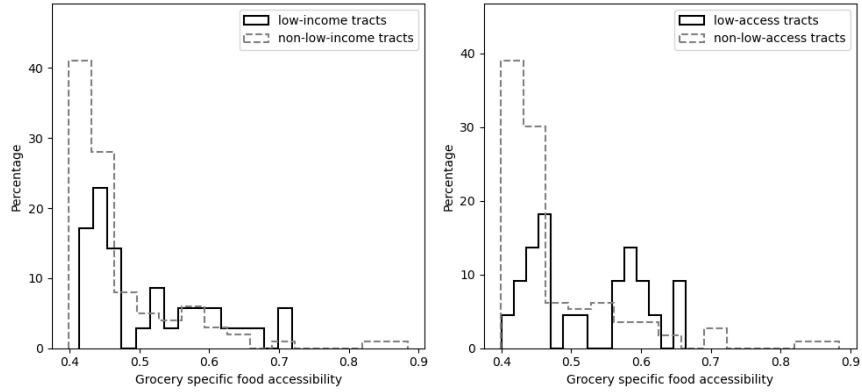 low-income tracts
non-low-income tracts
40
30
20
10
0
Percentage
0.4 0.5 0.6 0.7 0.8 0.9
Grocery specific food accessibility
low-access tracts
non-low-access tracts
40
30
20
10
0
Percentage
0.4 0.5 0.6 0.7 0.8 0.9
Grocery specific food accessibility